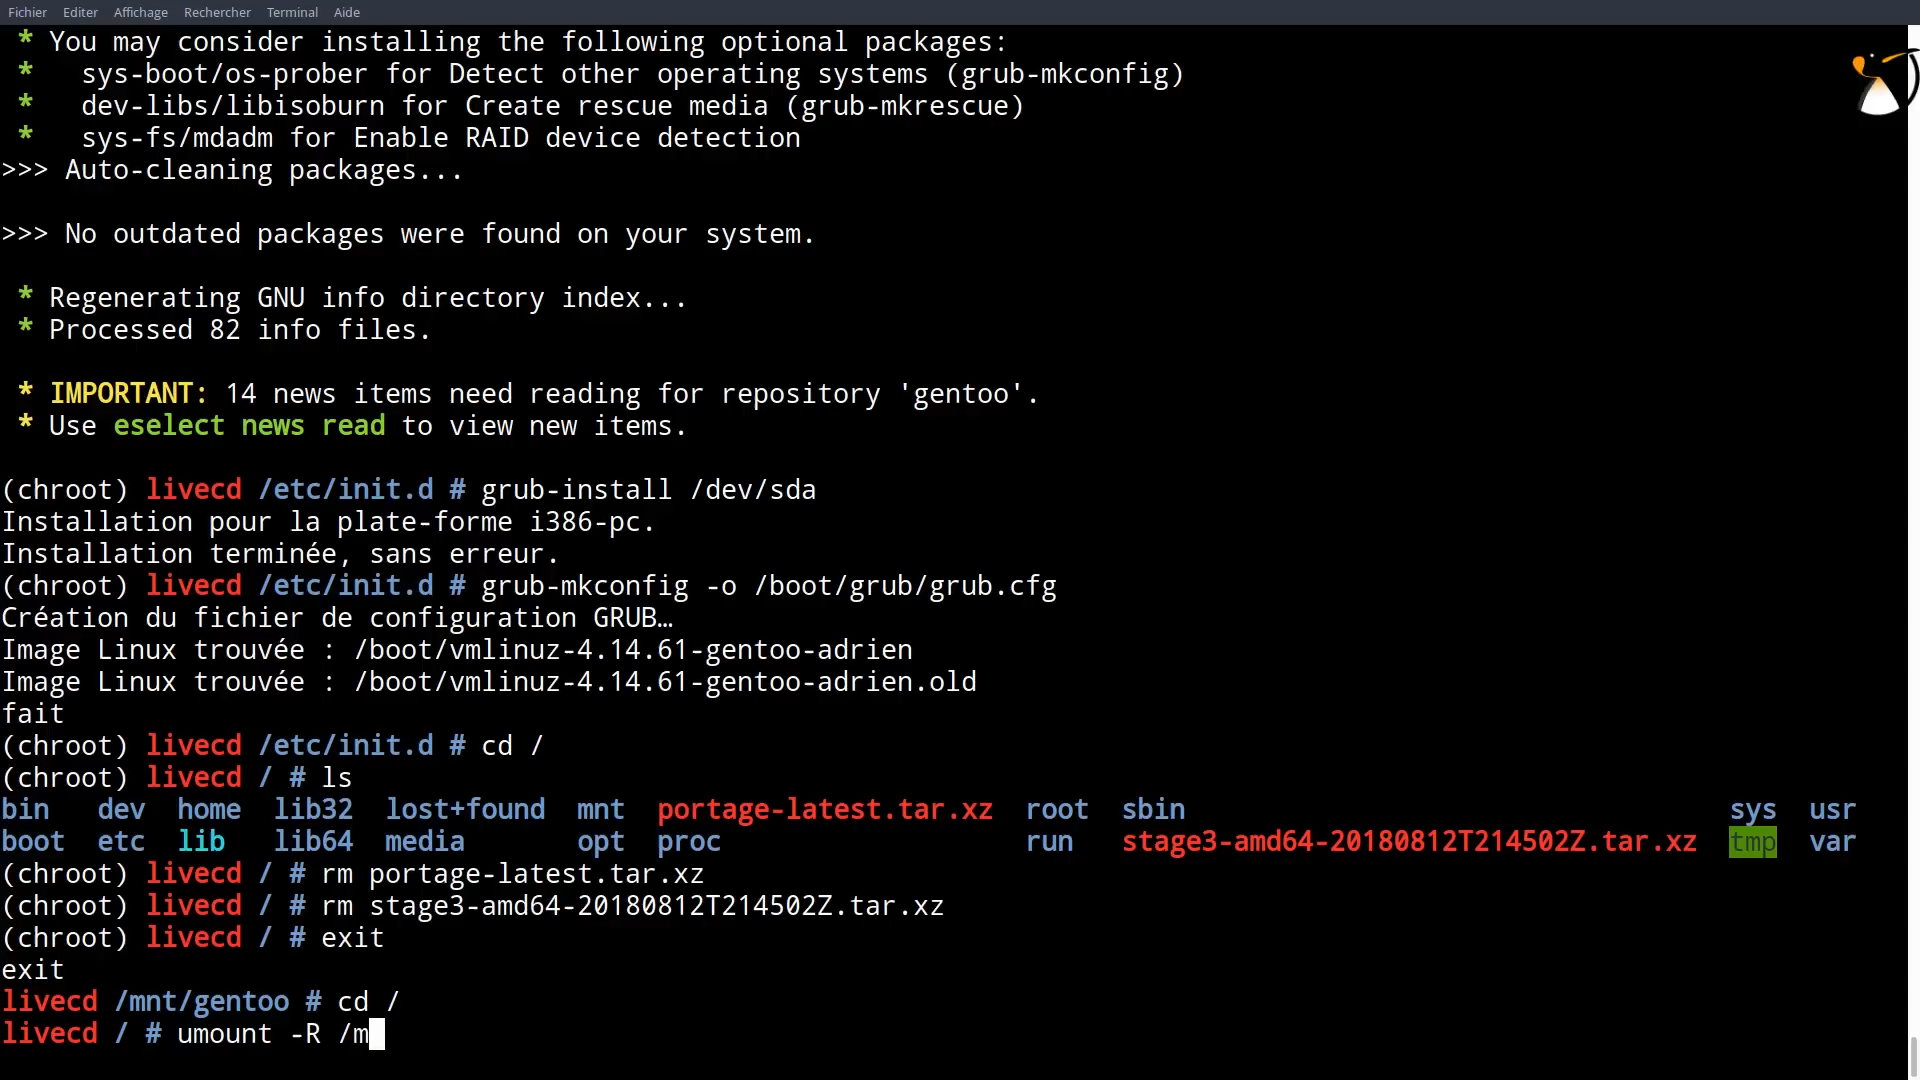 Fichier Editer Affichage Rechercher Terminal Aide
* You may consider installing the following optional packages:
*   sys-boot/os-prober for Detect other operating systems (grub-mkconfig)
*   dev-libs/libisoburn for Create rescue media (grub-mkrescue)
*   sys-fs/mdadm for Enable RAID device detection
>>> Auto-cleaning packages...
>>> No outdated packages were found on your system.
* Regenerating GNU info directory index...
* Processed 82 info files.
* IMPORTANT: 14 news items need reading for repository 'gentoo'.
* Use eselect news read to view new items.
(chroot) livecd /etc/init.d # grub-install /dev/sda
Installation pour la plate-forme i386-pc.
Installation terminée, sans erreur.
(chroot) livecd /etc/init.d # grub-mkconfig -o /boot/grub/grub.cfg
Création du fichier de configuration GRUB…
Image Linux trouvée : /boot/vmlinuz-4.14.61-gentoo-adrien
Image Linux trouvée : /boot/vmlinuz-4.14.61-gentoo-adrien.old
fait
(chroot) livecd /etc/init.d # cd /
(chroot) livecd / # ls
bin dev home lib32 lost+found mnt portage-latest.tar.xz root sbin sys usr
boot etc lib lib64 media opt proc run stage3-amd64-20180812T214502Z.tar.xz tmp var
(chroot) livecd / # rm portage-latest.tar.xz
(chroot) livecd / # rm stage3-amd64-20180812T214502Z.tar.xz
(chroot) livecd / # exit
exit
livecd /mnt/gentoo # cd /
livecd / # umount -R /m